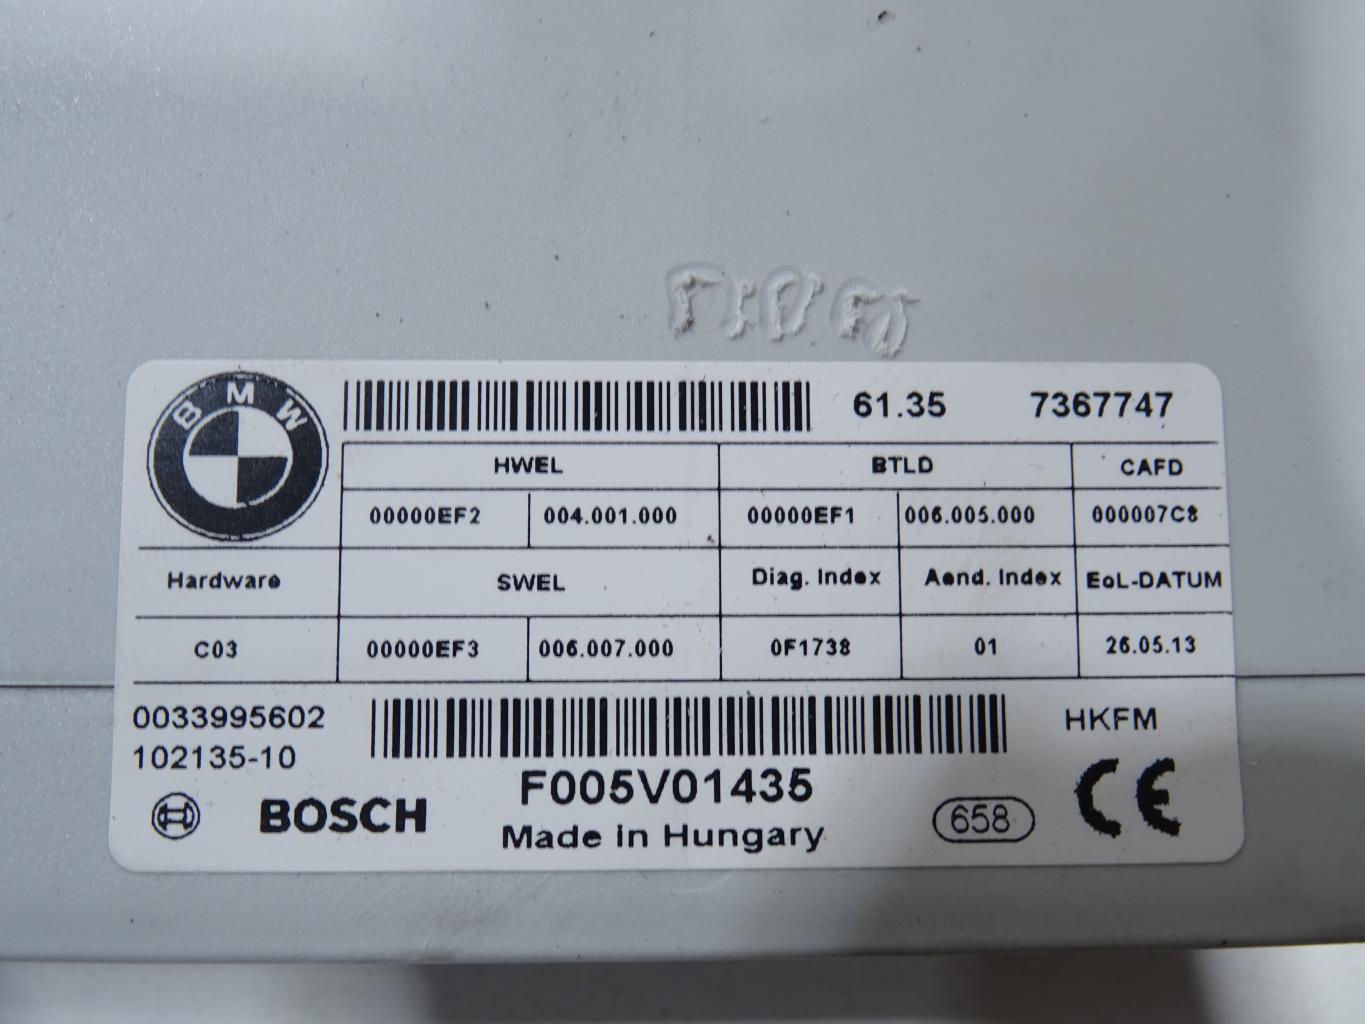 BMW
61.35 7367747
HWEL BTLD CAFD
00000EF2 004.001.000 00000EF1 006.005.000 000007C8
Hardware SWEL Diag. Index Aend. Index EoL-DATUM
C03 00000EF3 006.007.000 0F1738 01 26.05.13
0033995602 HKFM
102135-10
F005V01435
BOSCH 658 CE
Made in Hungary